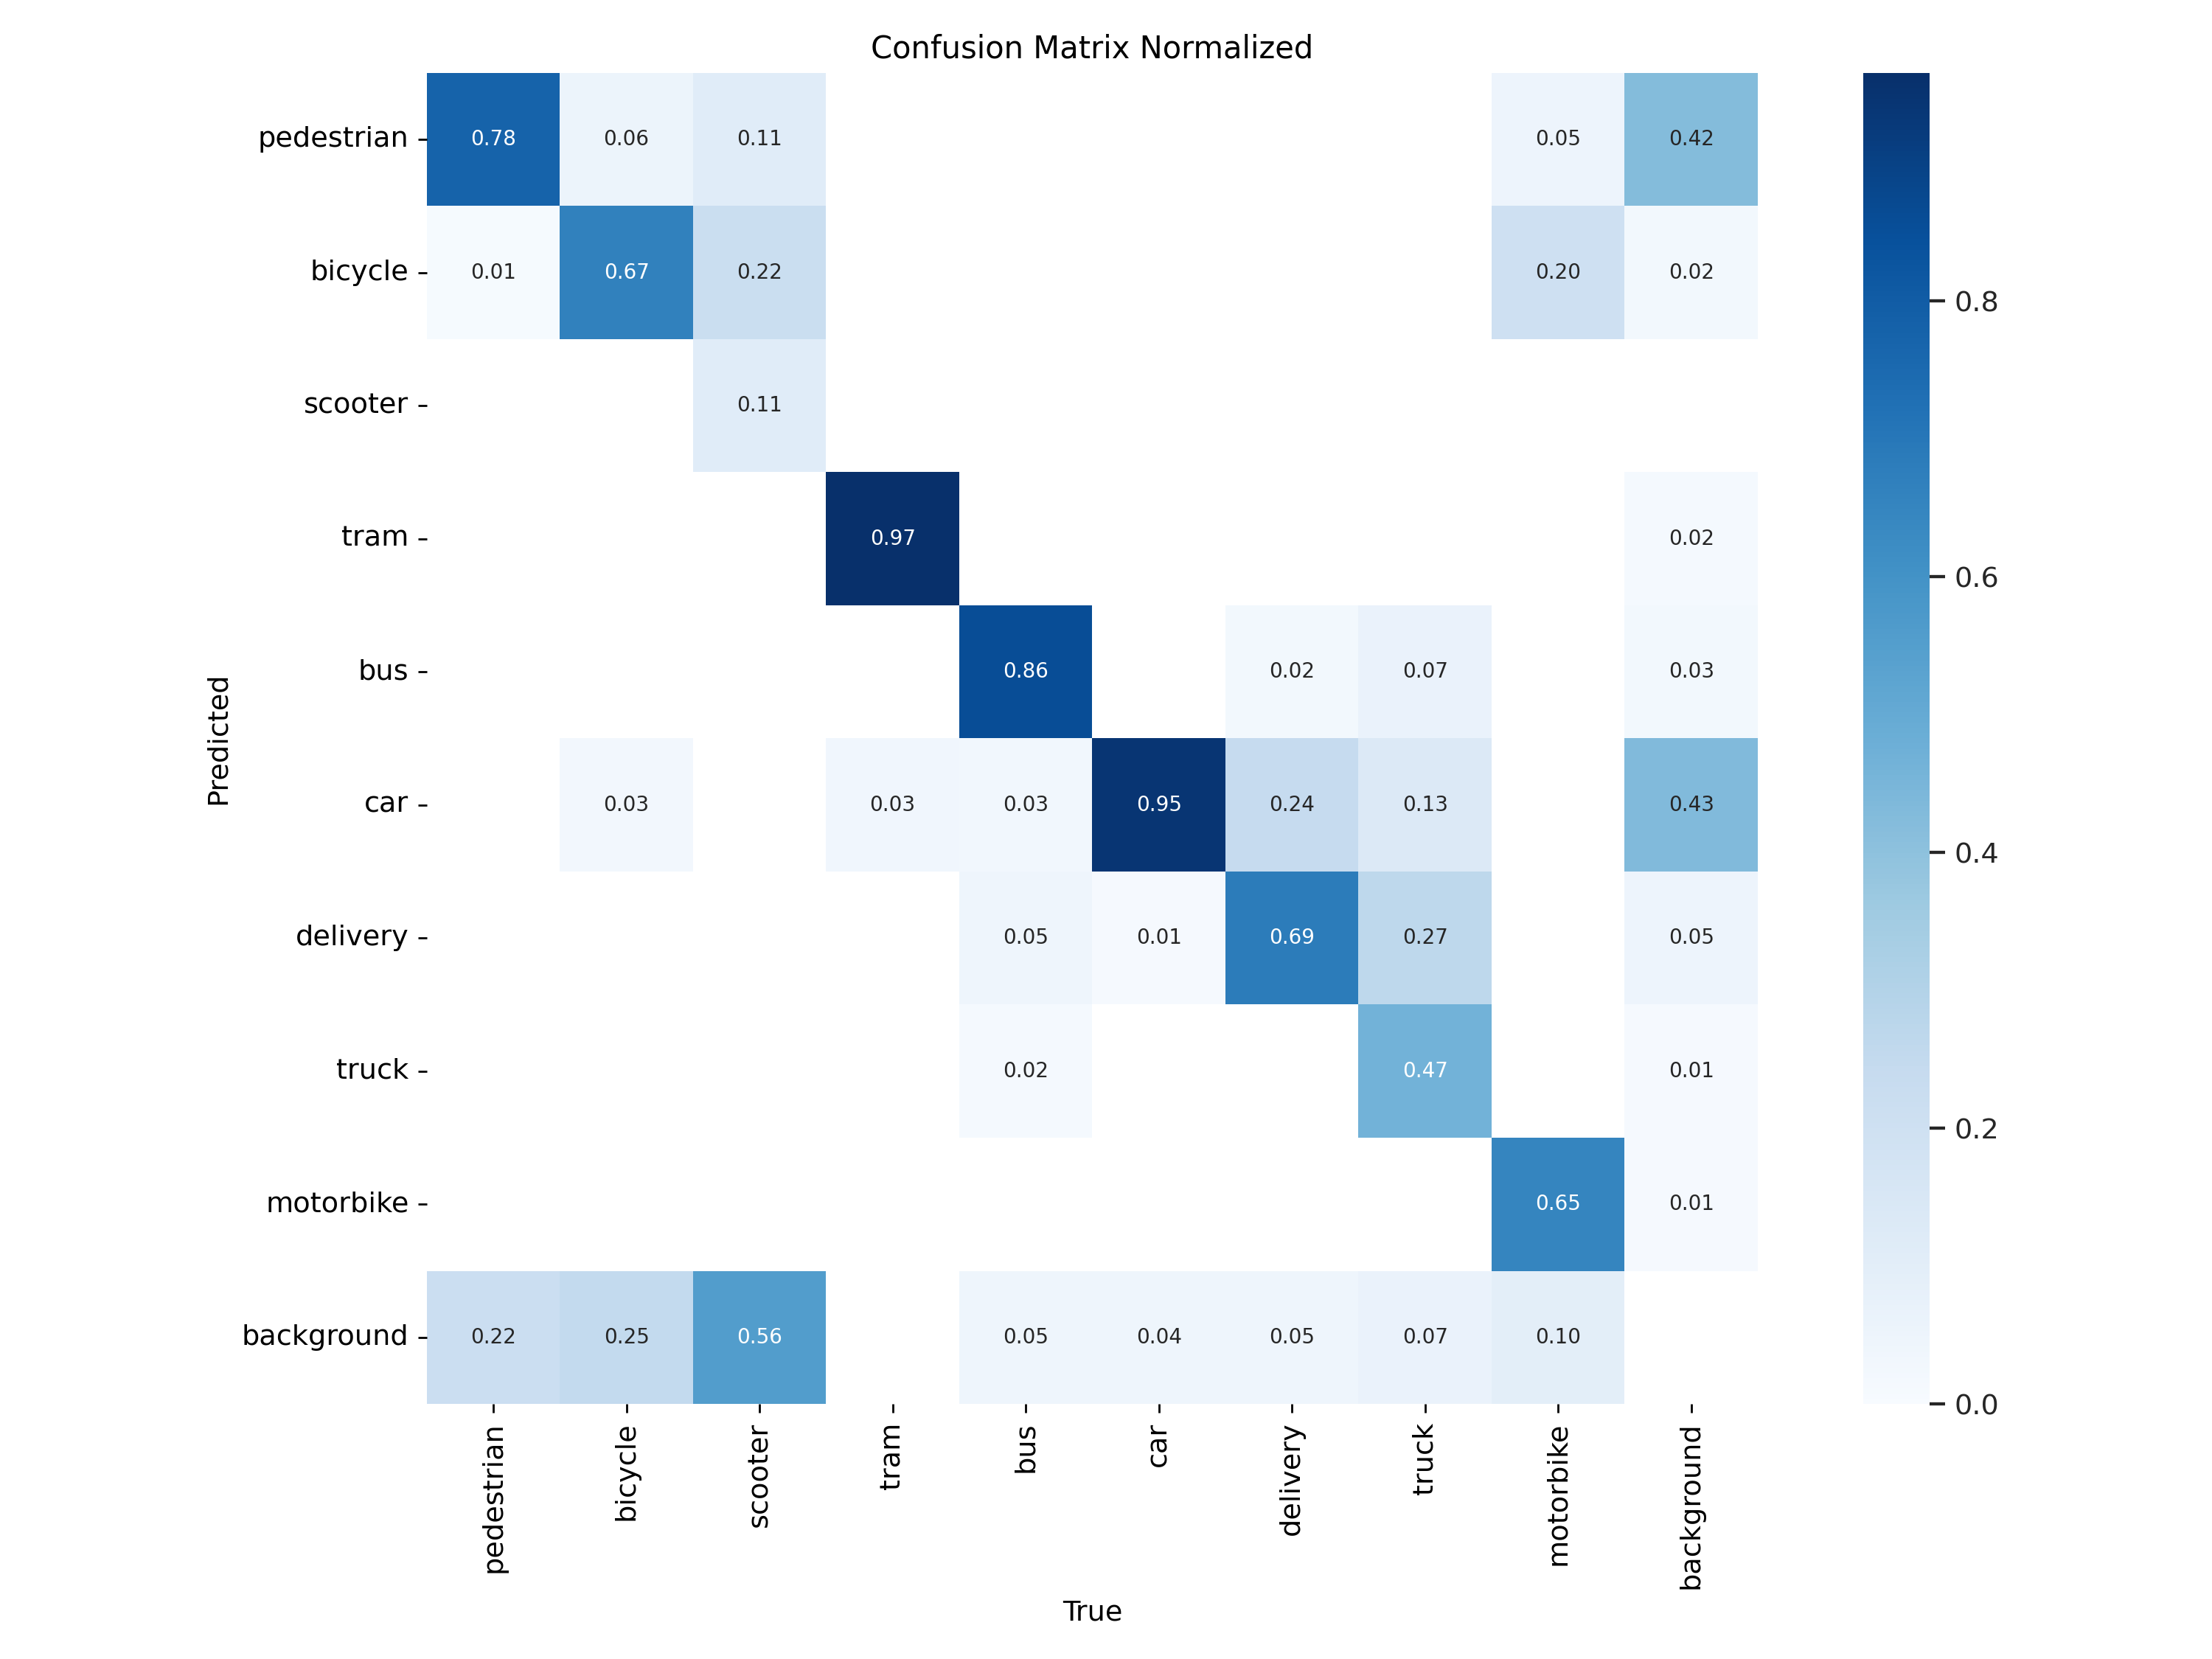 Confusion Matrix Normalized
pedestrian 0.78 0.06 0.11 0.05 0.42
bicycle 0.01 0.67 0.22 0.20 0.02
0.8
scooter 0.11
tram 0.97 0.02
0.6
bus 0.86 0.02 0.07 0.03
Predicted
car 0.03 0.03 0.03 0.95 0.24 0.13 0.43
0.4
delivery 0.05 0.01 0.69 0.27 0.05
truck 0.02 0.47 0.01
0.2
motorbike 0.65 0.01
background 0.22 0.25 0.56 0.05 0.04 0.05 0.07 0.10
0.0
pedestrian bicycle scooter tram bus car delivery truck motorbike background
True